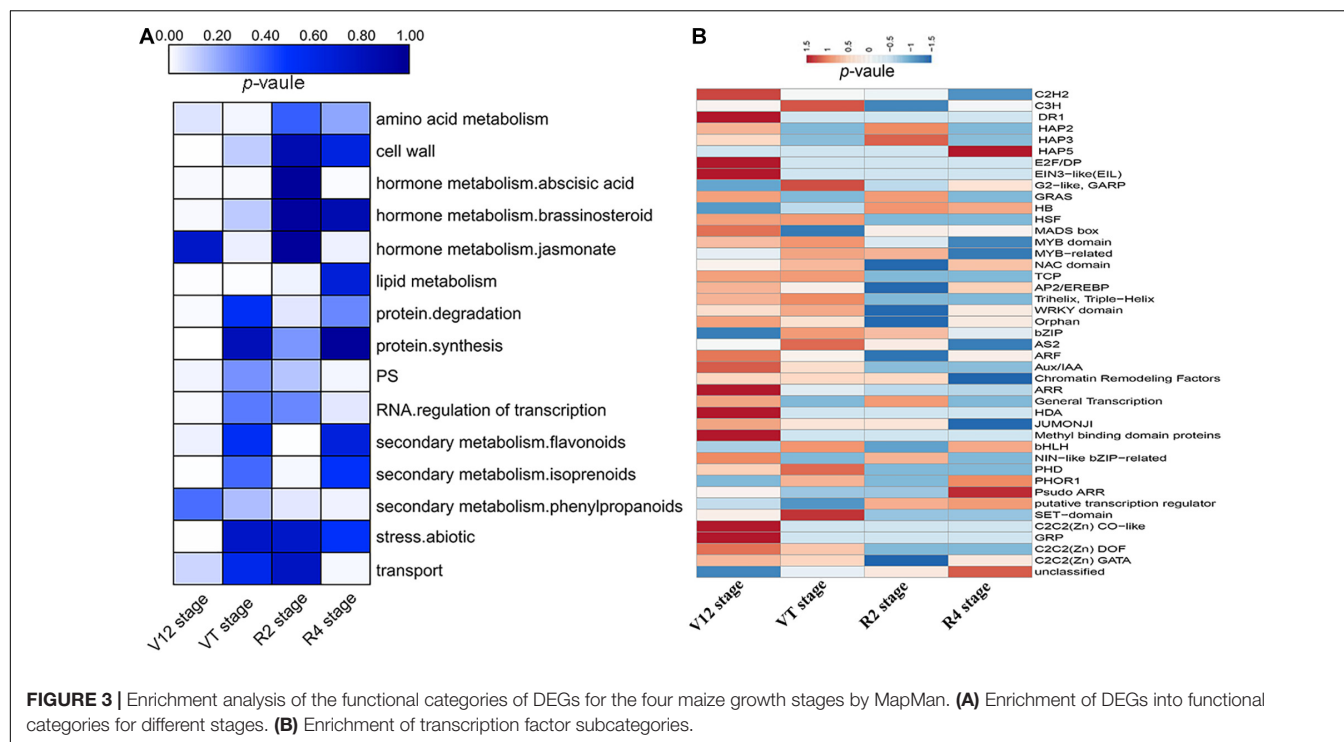 A
0.00 0.20 0.40 0.60 0.80 1.00
p-vaule
amino acid metabolism
cell wall
hormone metabolism.abscisic acid
hormone metabolism.brassinosteroid
hormone metabolism.jasmonate
lipid metabolism
protein.degradation
protein.synthesis
PS
RNA.regulation of transcription
secondary metabolism.flavonoids
secondary metabolism.isoprenoids
secondary metabolism.phenylpropanoids
stress.abiotic
transport
V12 stage
VT stage
R2 stage
R4 stage
B
1.5 1 0.5 0 −0.5 −1 −1.5
p-vaule
C2H2
C3H
DR1
HAP2
HAP3
HAP5
E2F/DP
EIN3−like(EIL)
G2−like, GARP
GRAS
HB
HSF
MADS box
MYB domain
MYB−related
NAC domain
TCP
AP2/EREBP
Trihelix, Triple−Helix
WRKY domain
Orphan
bZIP
AS2
ARF
Aux/IAA
Chromatin Remodeling Factors
ARR
General Transcription
HDA
JUMONJI
Methyl binding domain proteins
bHLH
NIN−like bZIP−related
PHD
PHOR1
Psudo ARR
putative transcription regulator
SET−domain
C2C2(Zn) CO−like
GRP
C2C2(Zn) DOF
C2C2(Zn) GATA
unclassified
V12 stage
VT stage
R2 stage
R4 stage
FIGURE 3 | Enrichment analysis of the functional categories of DEGs for the four maize growth stages by MapMan. (A) Enrichment of DEGs into functional
categories for different stages. (B) Enrichment of transcription factor subcategories.